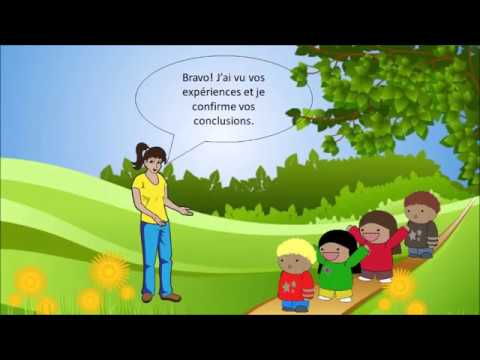 Bravo! J'ai vu vos
expériences et je
confirme vos
conclusions.